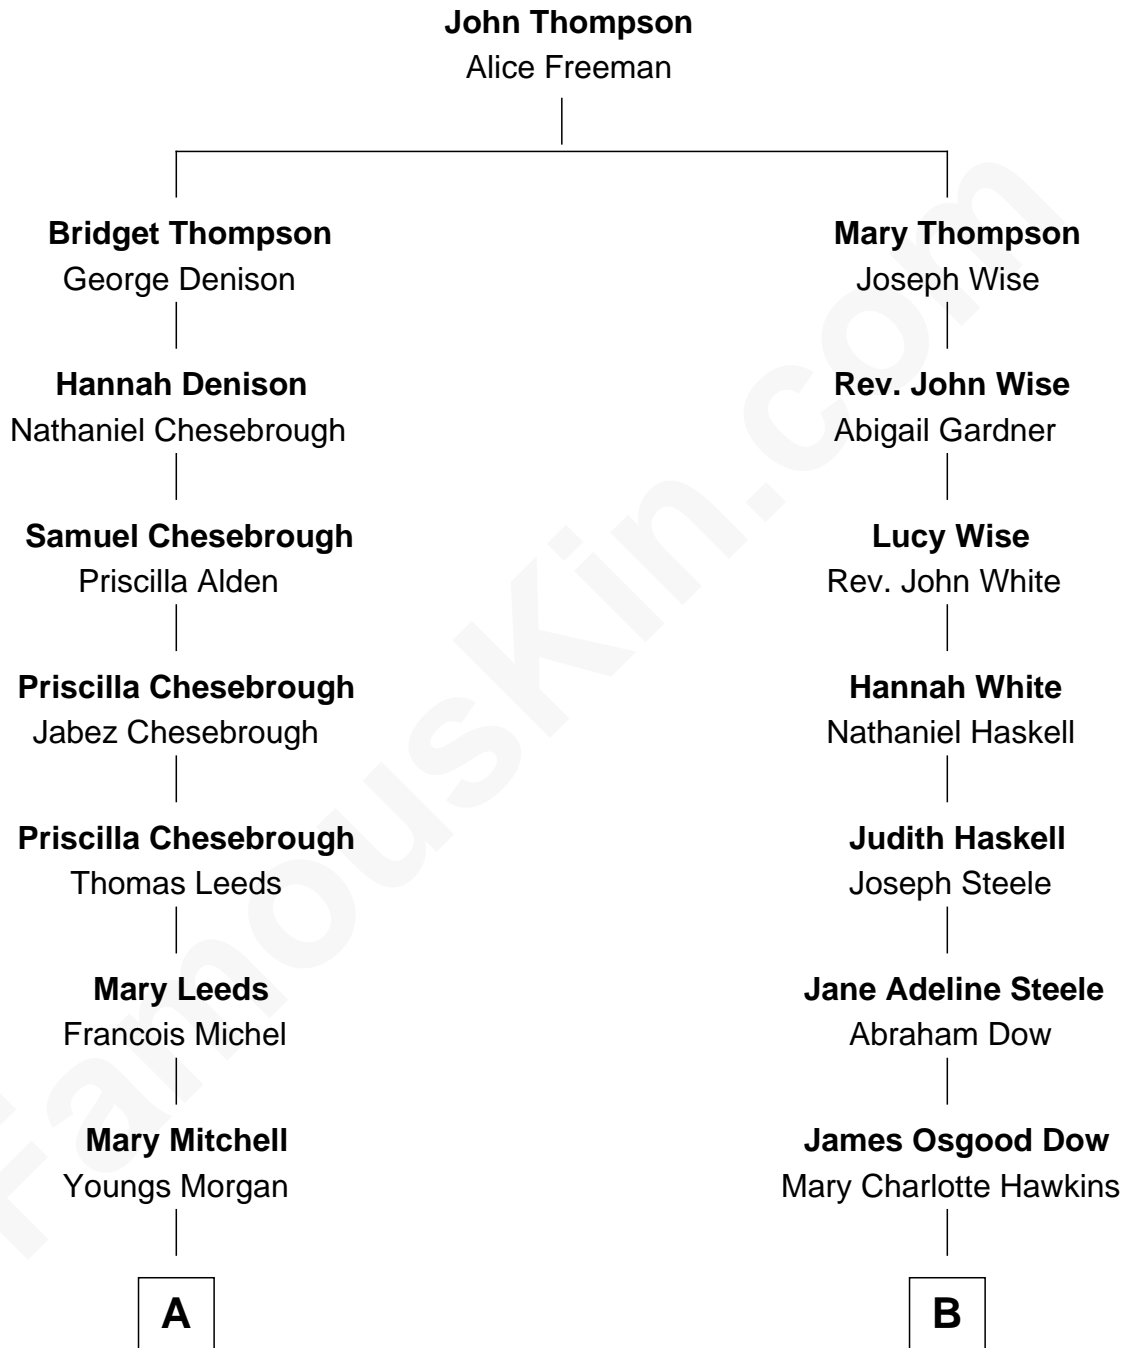 John Thompson
Alice Freeman
Bridget Thompson
George Denison
Mary Thompson
Joseph Wise
Hannah Denison
Nathaniel Chesebrough
Rev. John Wise
Abigail Gardner
Samuel Chesebrough
Priscilla Alden
Lucy Wise
Rev. John White
Priscilla Chesebrough
Jabez Chesebrough
Hannah White
Nathaniel Haskell
Priscilla Chesebrough
Thomas Leeds
Judith Haskell
Joseph Steele
Mary Leeds
Francois Michel
Jane Adeline Steele
Abraham Dow
Mary Mitchell
Youngs Morgan
James Osgood Dow
Mary Charlotte Hawkins
A
B
FamousKin.com